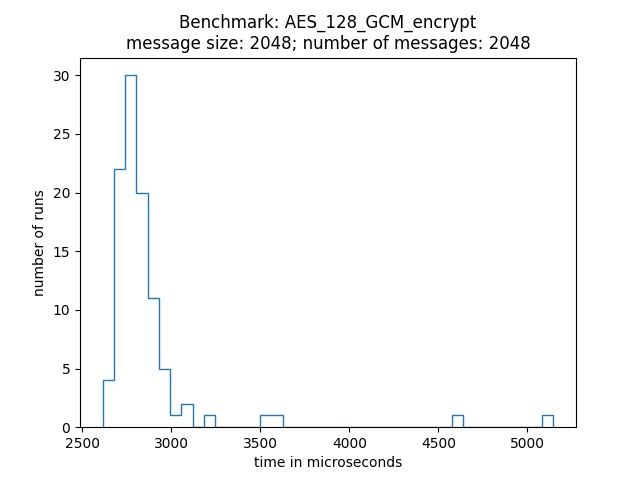 Benchmark: AES_128_GCM_encrypt
message size: 2048; number of messages: 2048
30
25
20
15
10
5
0
number of runs
2500 3000 3500 4000 4500 5000
time in microseconds